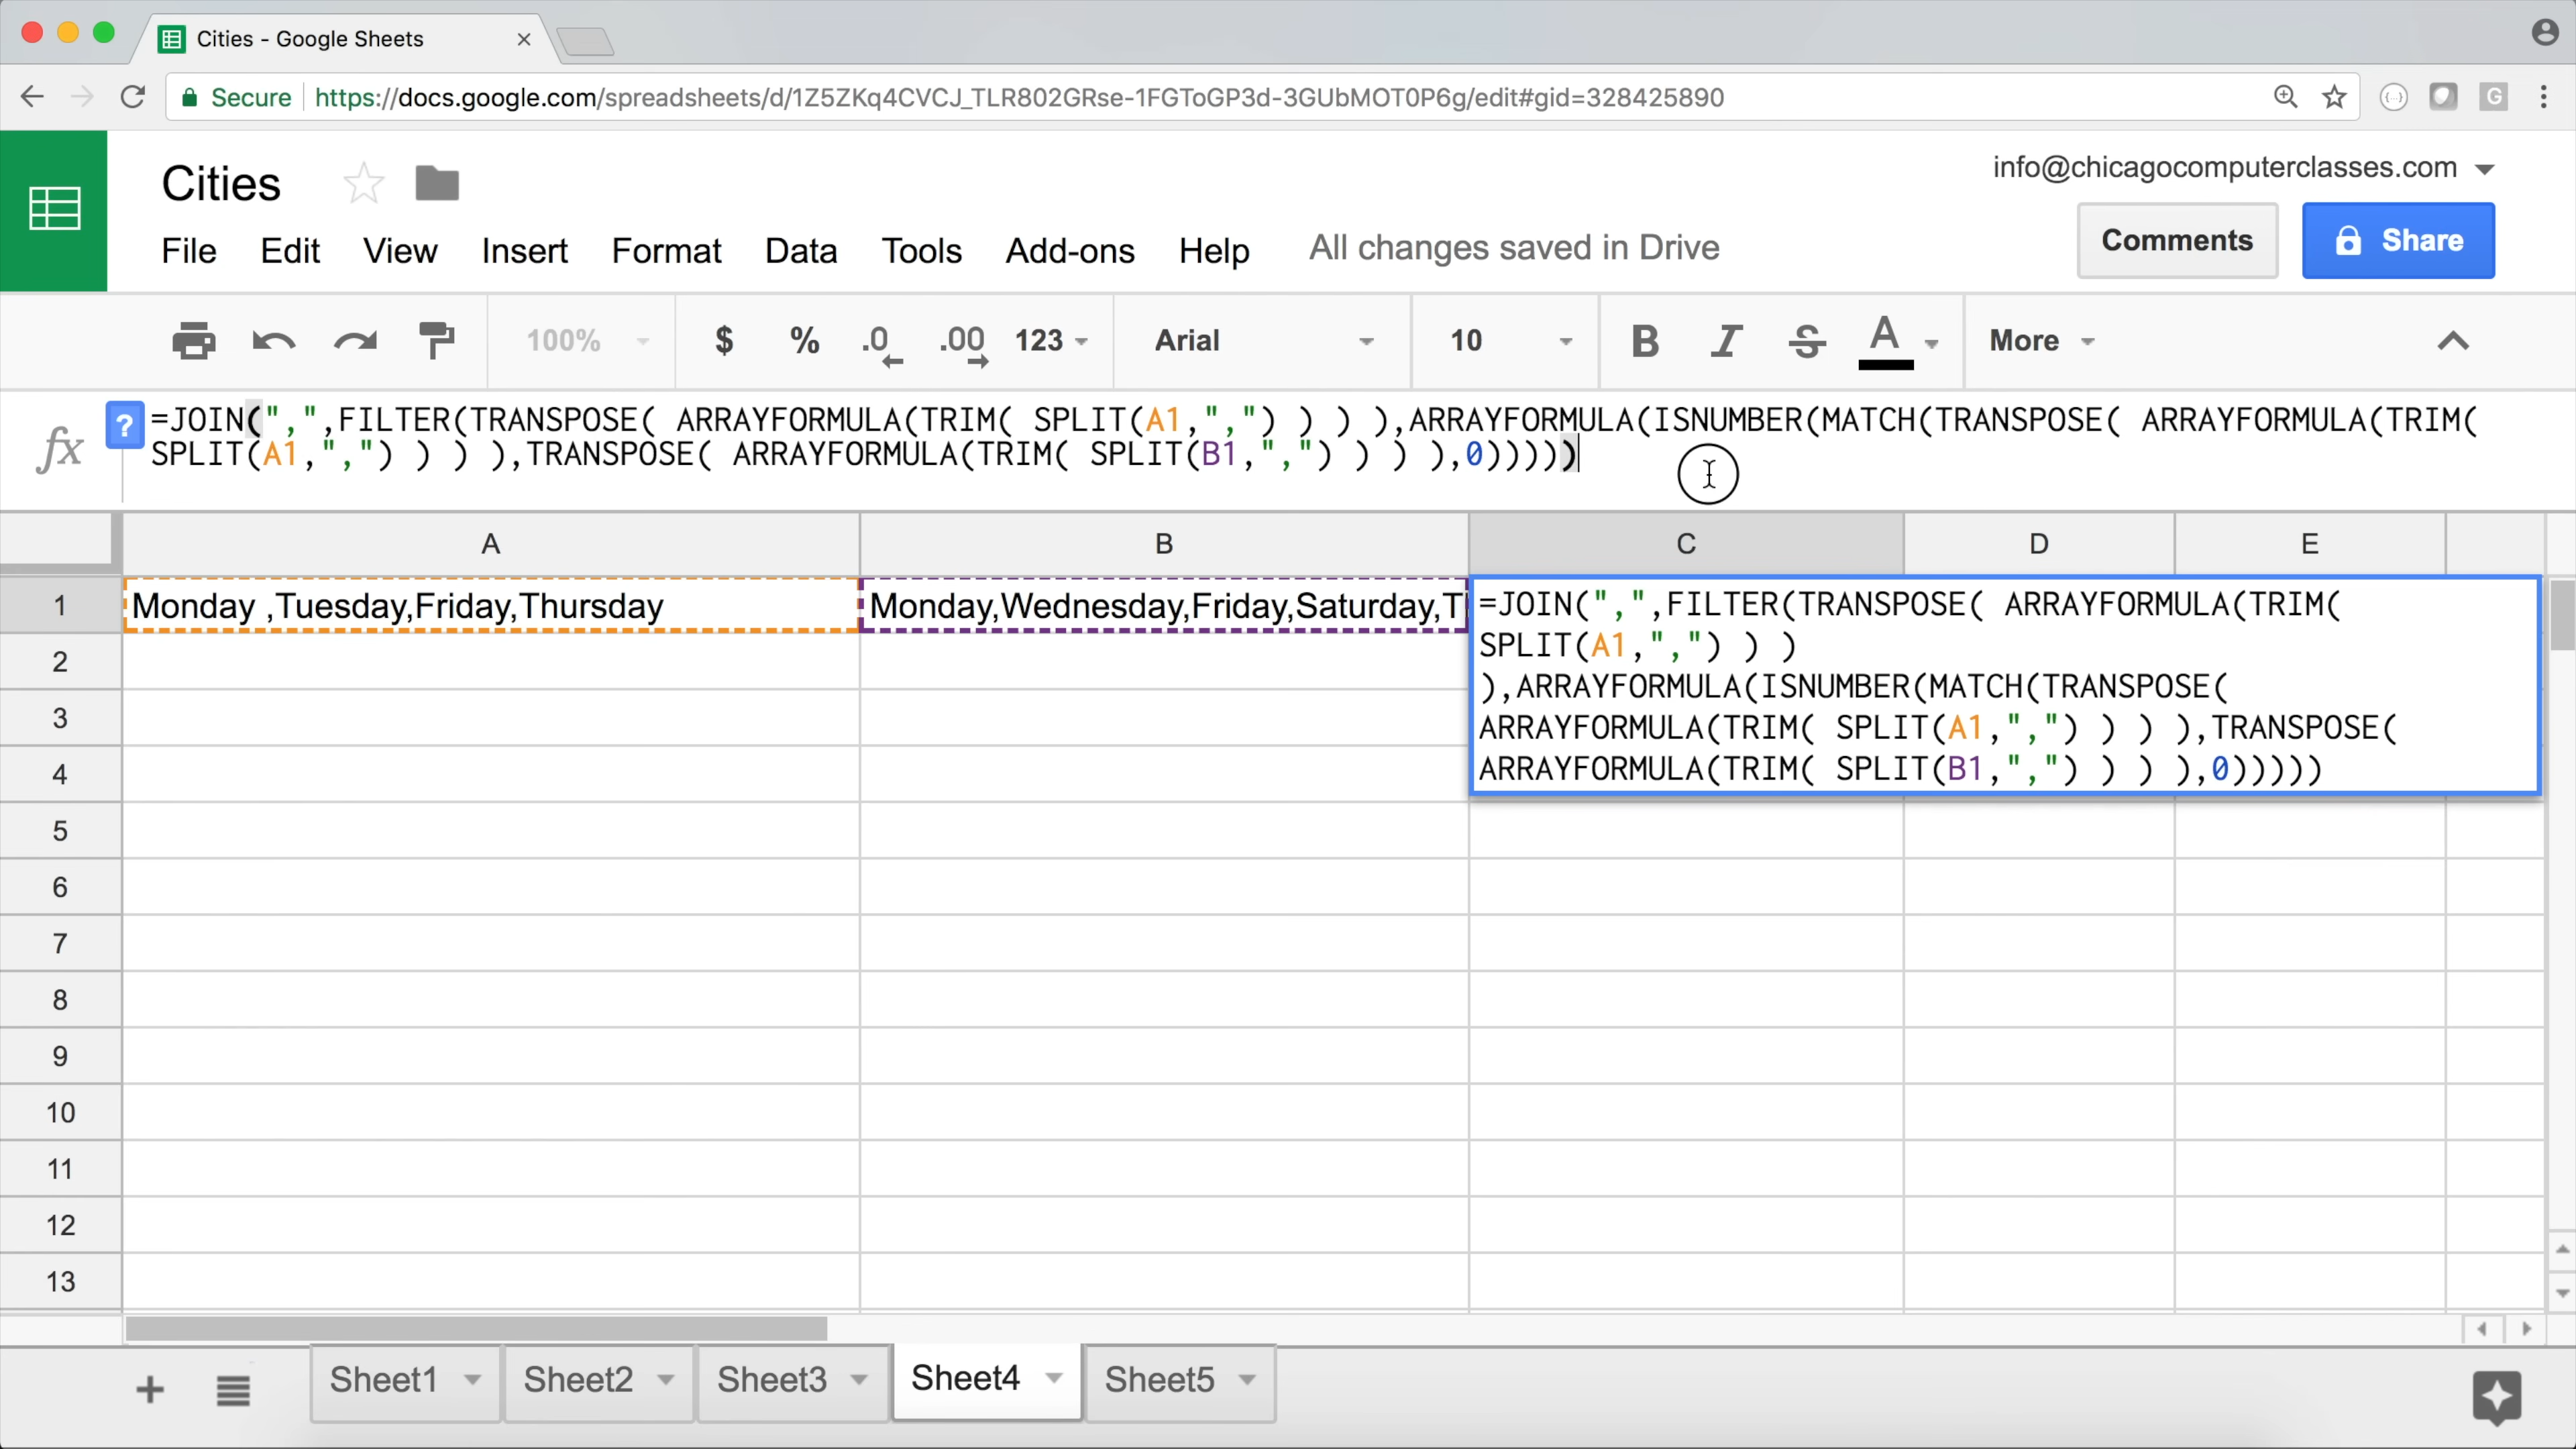 Cities - Google Sheets
Secure https://docs.google.com/spreadsheets/d/1Z5ZKq4CVCJ_TLR802GRse-1FGToGP3d-3GUbMOT0P6g/edit#gid=328425890
G
Cities
info@chicagocomputerclasses.com
File Edit View Insert Format Data Tools Add-ons Help All changes saved in Drive
Comments Share
100% $ % .0 .00 123 Arial 10 B I S A More
fx ? =JOIN(",",FILTER(TRANSPOSE( ARRAYFORMULA(TRIM( SPLIT(A1,",") ) ) ),ARRAYFORMULA(ISNUMBER(MATCH(TRANSPOSE( ARRAYFORMULA(TRIM(
SPLIT(A1,",") ) ) ),TRANSPOSE( ARRAYFORMULA(TRIM( SPLIT(B1,",") ) ) ),0)))))
A B C D E
1 Monday ,Tuesday,Friday,Thursday Monday,Wednesday,Friday,Saturday,T
=JOIN(",",FILTER(TRANSPOSE( ARRAYFORMULA(TRIM(
SPLIT(A1,",") ) )
),ARRAYFORMULA(ISNUMBER(MATCH(TRANSPOSE(
ARRAYFORMULA(TRIM( SPLIT(A1,",") ) ) ),TRANSPOSE(
ARRAYFORMULA(TRIM( SPLIT(B1,",") ) ) ),0)))))
2
3
4
5
6
7
8
9
10
11
12
13
Sheet1 Sheet2 Sheet3 Sheet4 Sheet5